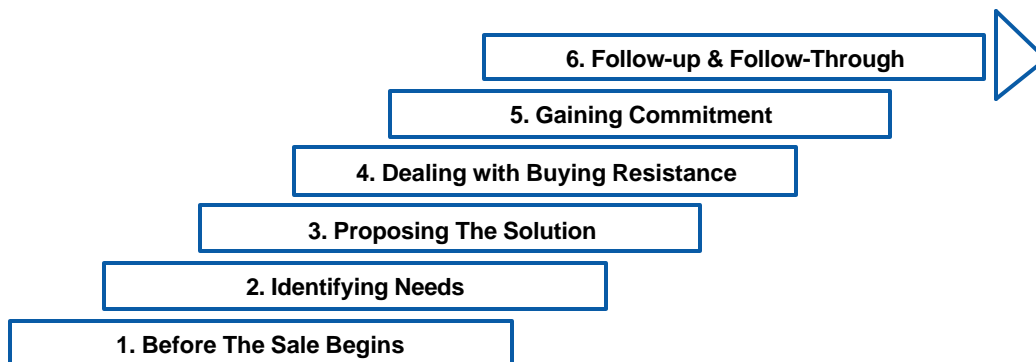 6. Follow-up & Follow-Through
5. Gaining Commitment
4. Dealing with Buying Resistance
3. Proposing The Solution
2. Identifying Needs
1. Before The Sale Begins